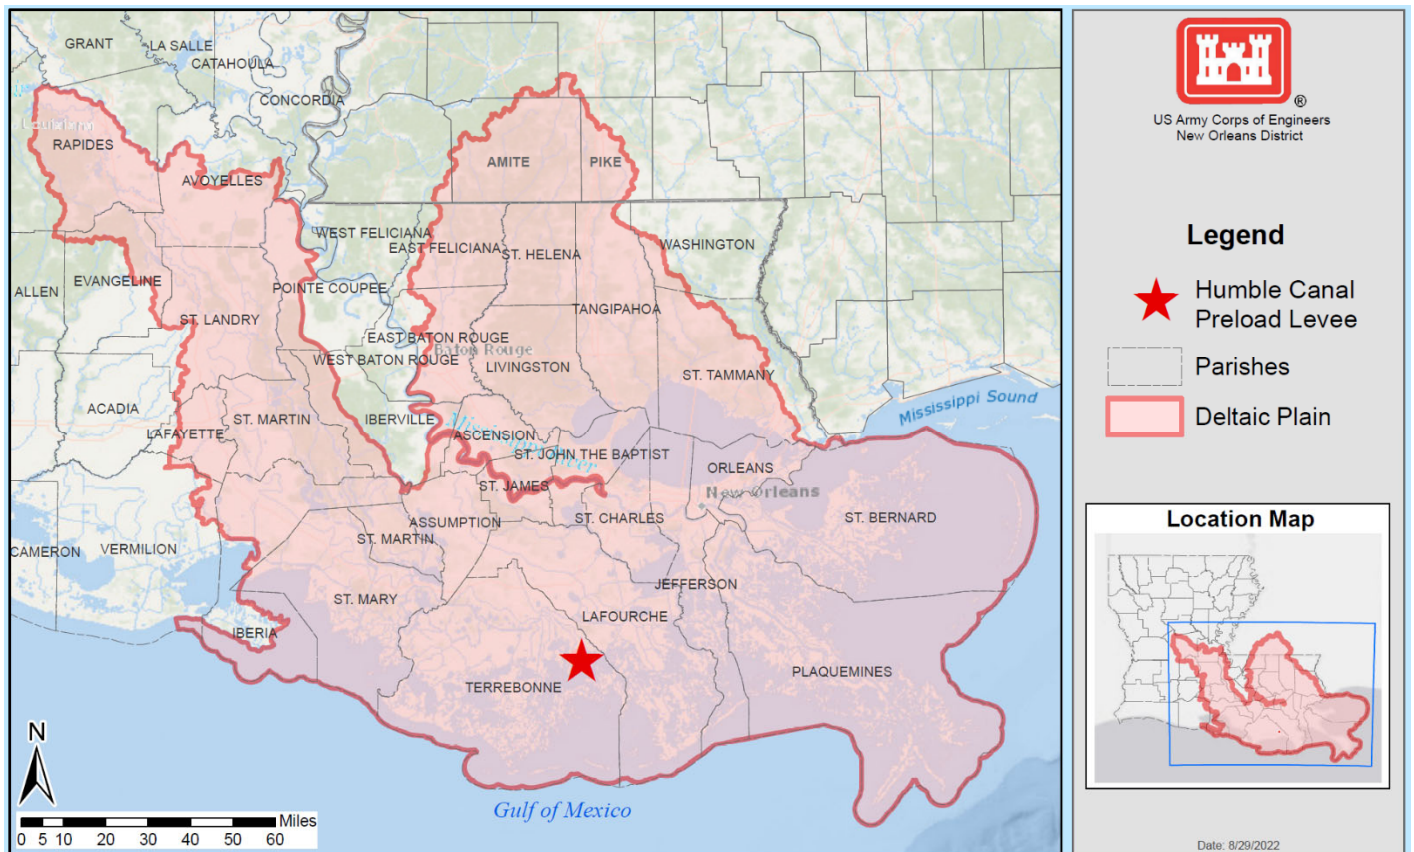 GRANT
LA SALLE
CATAHOULA
CONCORDIA
RAPIDES
AVOYELLES
AMITE
PIKE
WEST FELICIANA
EAST FELICIANA
ST. HELENA
WASHINGTON
EVANGELINE
ALLEN
POINTE COUPEE
TANGIPAHOA
ST. LANDRY
EAST BATON ROUGE
Baton Rouge
WEST BATON ROUGE
LIVINGSTON
ST. TAMMANY
ACADIA
LAFAYETTE
ST. MARTIN
IBERVILLE
Mississippi River
ASCENSION
ST. JOHN THE BAPTIST
ORLEANS
Mississippi Sound
ST. JAMES
New Orleans
ST. CHARLES
ST. BERNARD
ASSUMPTION
ST. MARTIN
CAMERON
VERMILION
JEFFERSON
ST. MARY
LAFOURCHE
IBERIA
TERREBONNE
PLAQUEMINES
Gulf of Mexico
N
Miles
0 5 10 20 30 40 50 60
®
US Army Corps of Engineers
New Orleans District
Legend
Humble Canal
Preload Levee
Parishes
Deltaic Plain
Location Map
Date: 8/29/2022